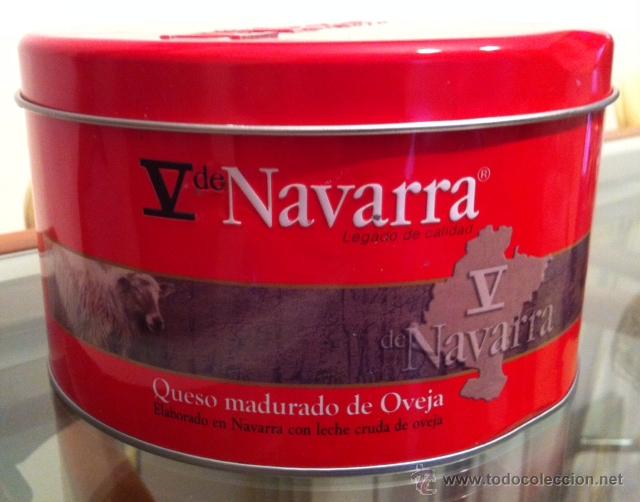 V de Navarra®
Legado de calidad
V
de Navarra
Queso madurado de Oveja
Elaborado en Navarra con leche cruda de oveja
www.todocoleccion.net